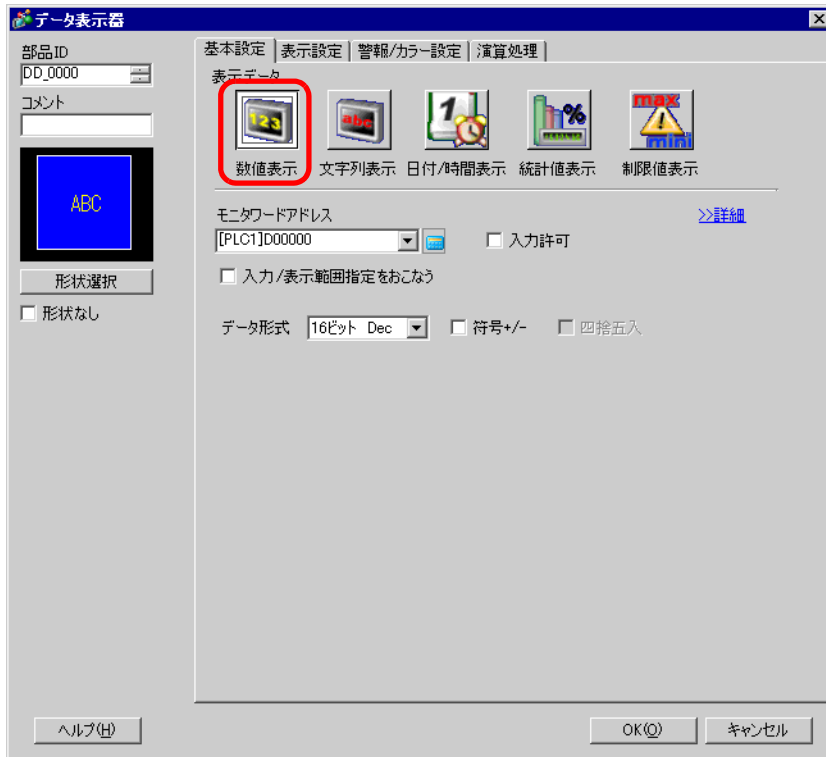 データ表示器
部品ID
DD_0000
コメント
ABC
形状選択
形状なし
基本設定 表示設定 警報/カラー設定 演算処理
表示データ
123 abc 1 % max mini
数値表示 文字列表示 日付/時間表示 統計値表示 制限値表示
モニタワードアドレス >>詳細
[PLC1]D00000 入力許可
入力/表示範囲指定をおこなう
データ形式 16ビット Dec 符号+/- 四捨五入
ヘルプ(H) OK(O) キャンセル